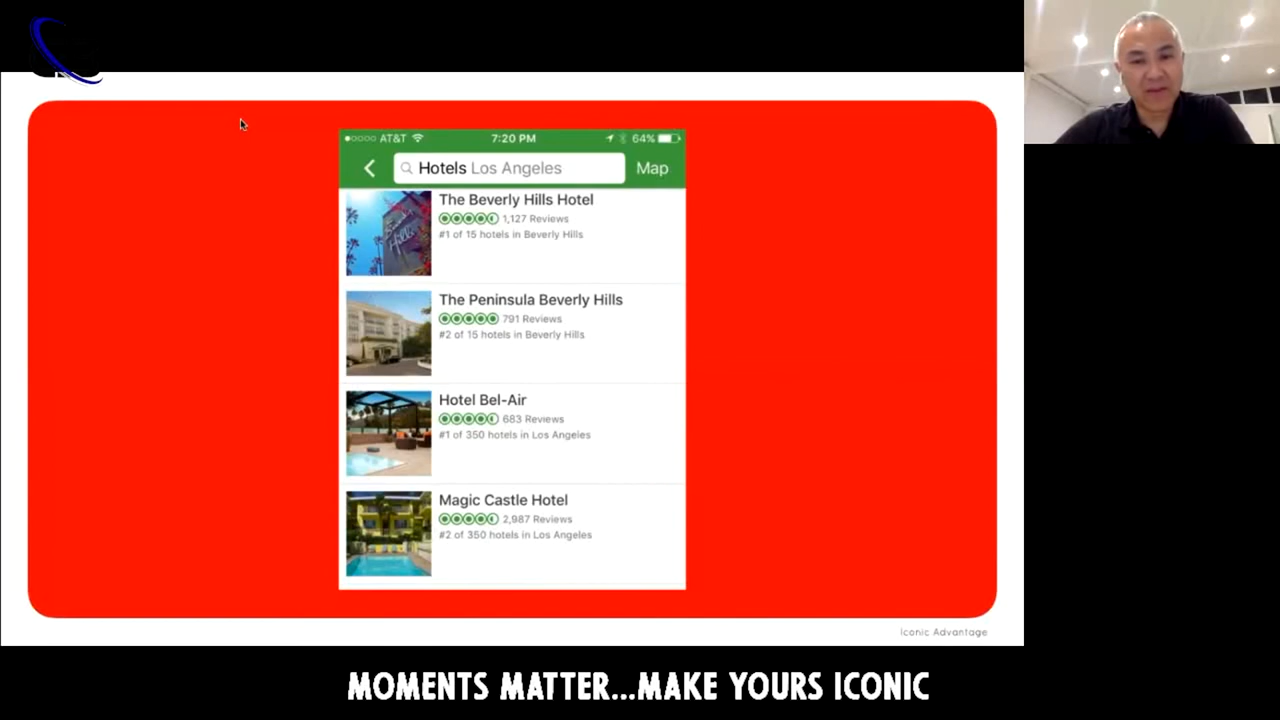 AT&T 7:20 PM 64%
Hotels Los Angeles Map
The Beverly Hills Hotel
1,127 Reviews
#1 of 15 hotels in Beverly Hills
The Peninsula Beverly Hills
791 Reviews
#2 of 15 hotels in Beverly Hills
Hotel Bel-Air
683 Reviews
#1 of 350 hotels in Los Angeles
Magic Castle Hotel
2,987 Reviews
#2 of 350 hotels in Los Angeles
Iconic Advantage
MOMENTS MATTER...MAKE YOURS ICONIC